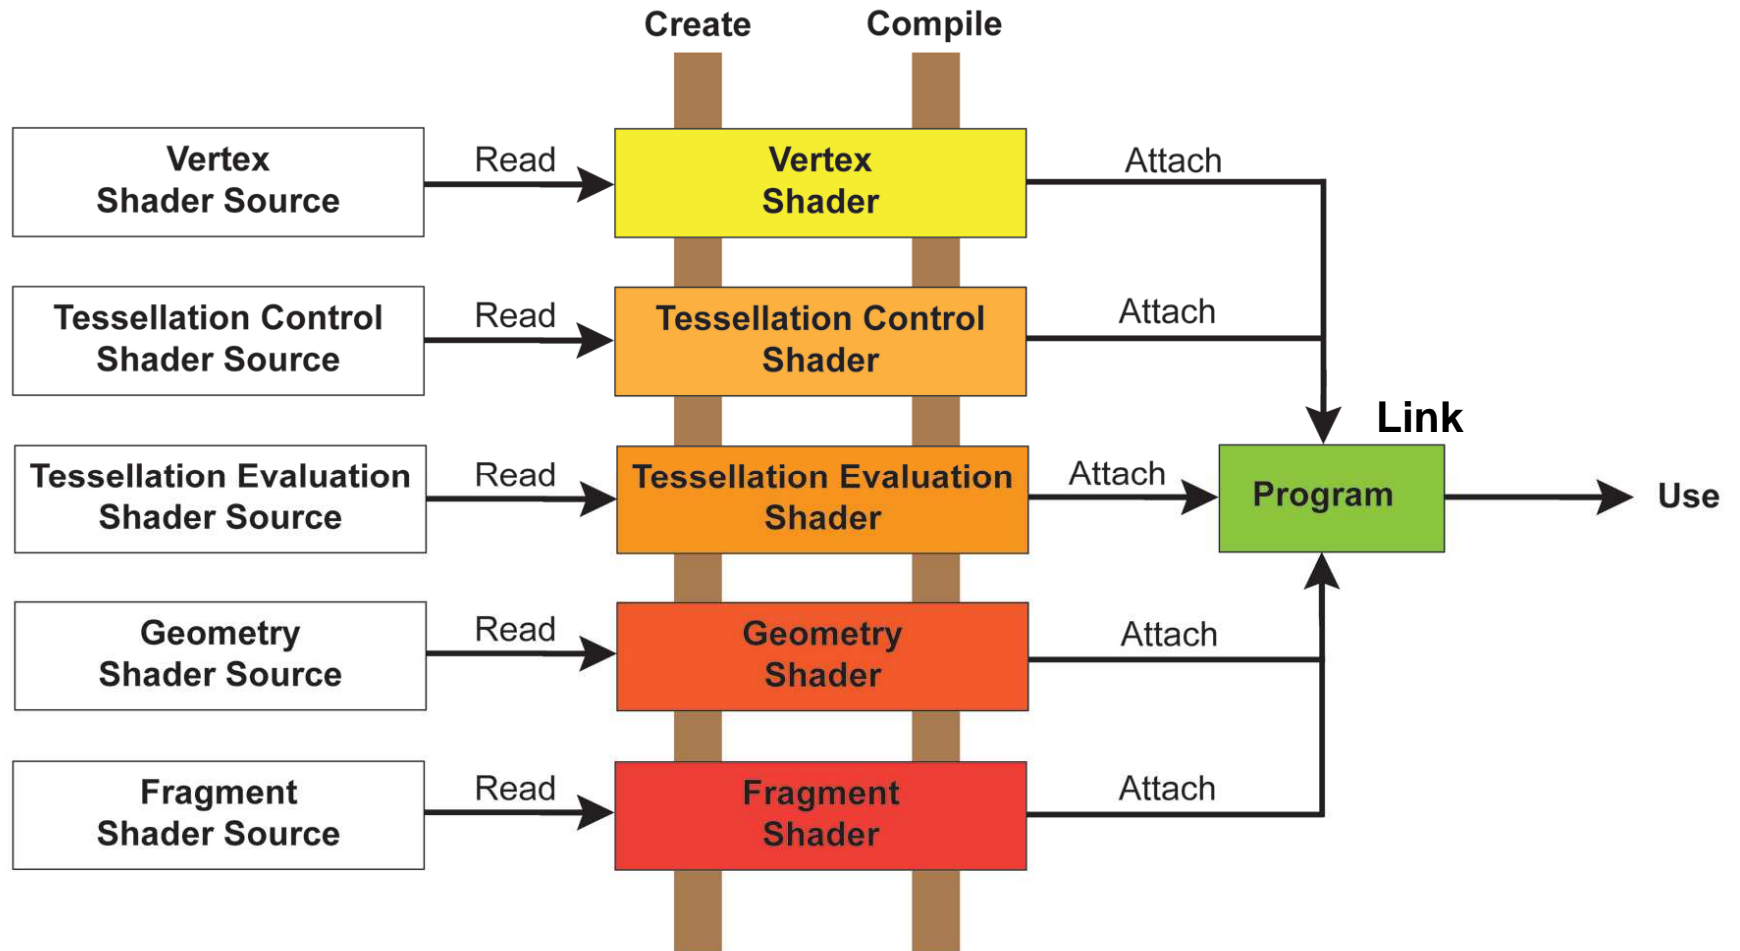 Create
Compile
Vertex
Shader Source
Read
Vertex
Shader
Attach
Tessellation Control
Shader Source
Read
Tessellation Control
Shader
Attach
Link
Tessellation Evaluation
Shader Source
Read
Tessellation Evaluation
Shader
Attach
Program
Use
Geometry
Shader Source
Read
Geometry
Shader
Attach
Fragment
Shader Source
Read
Fragment
Shader
Attach